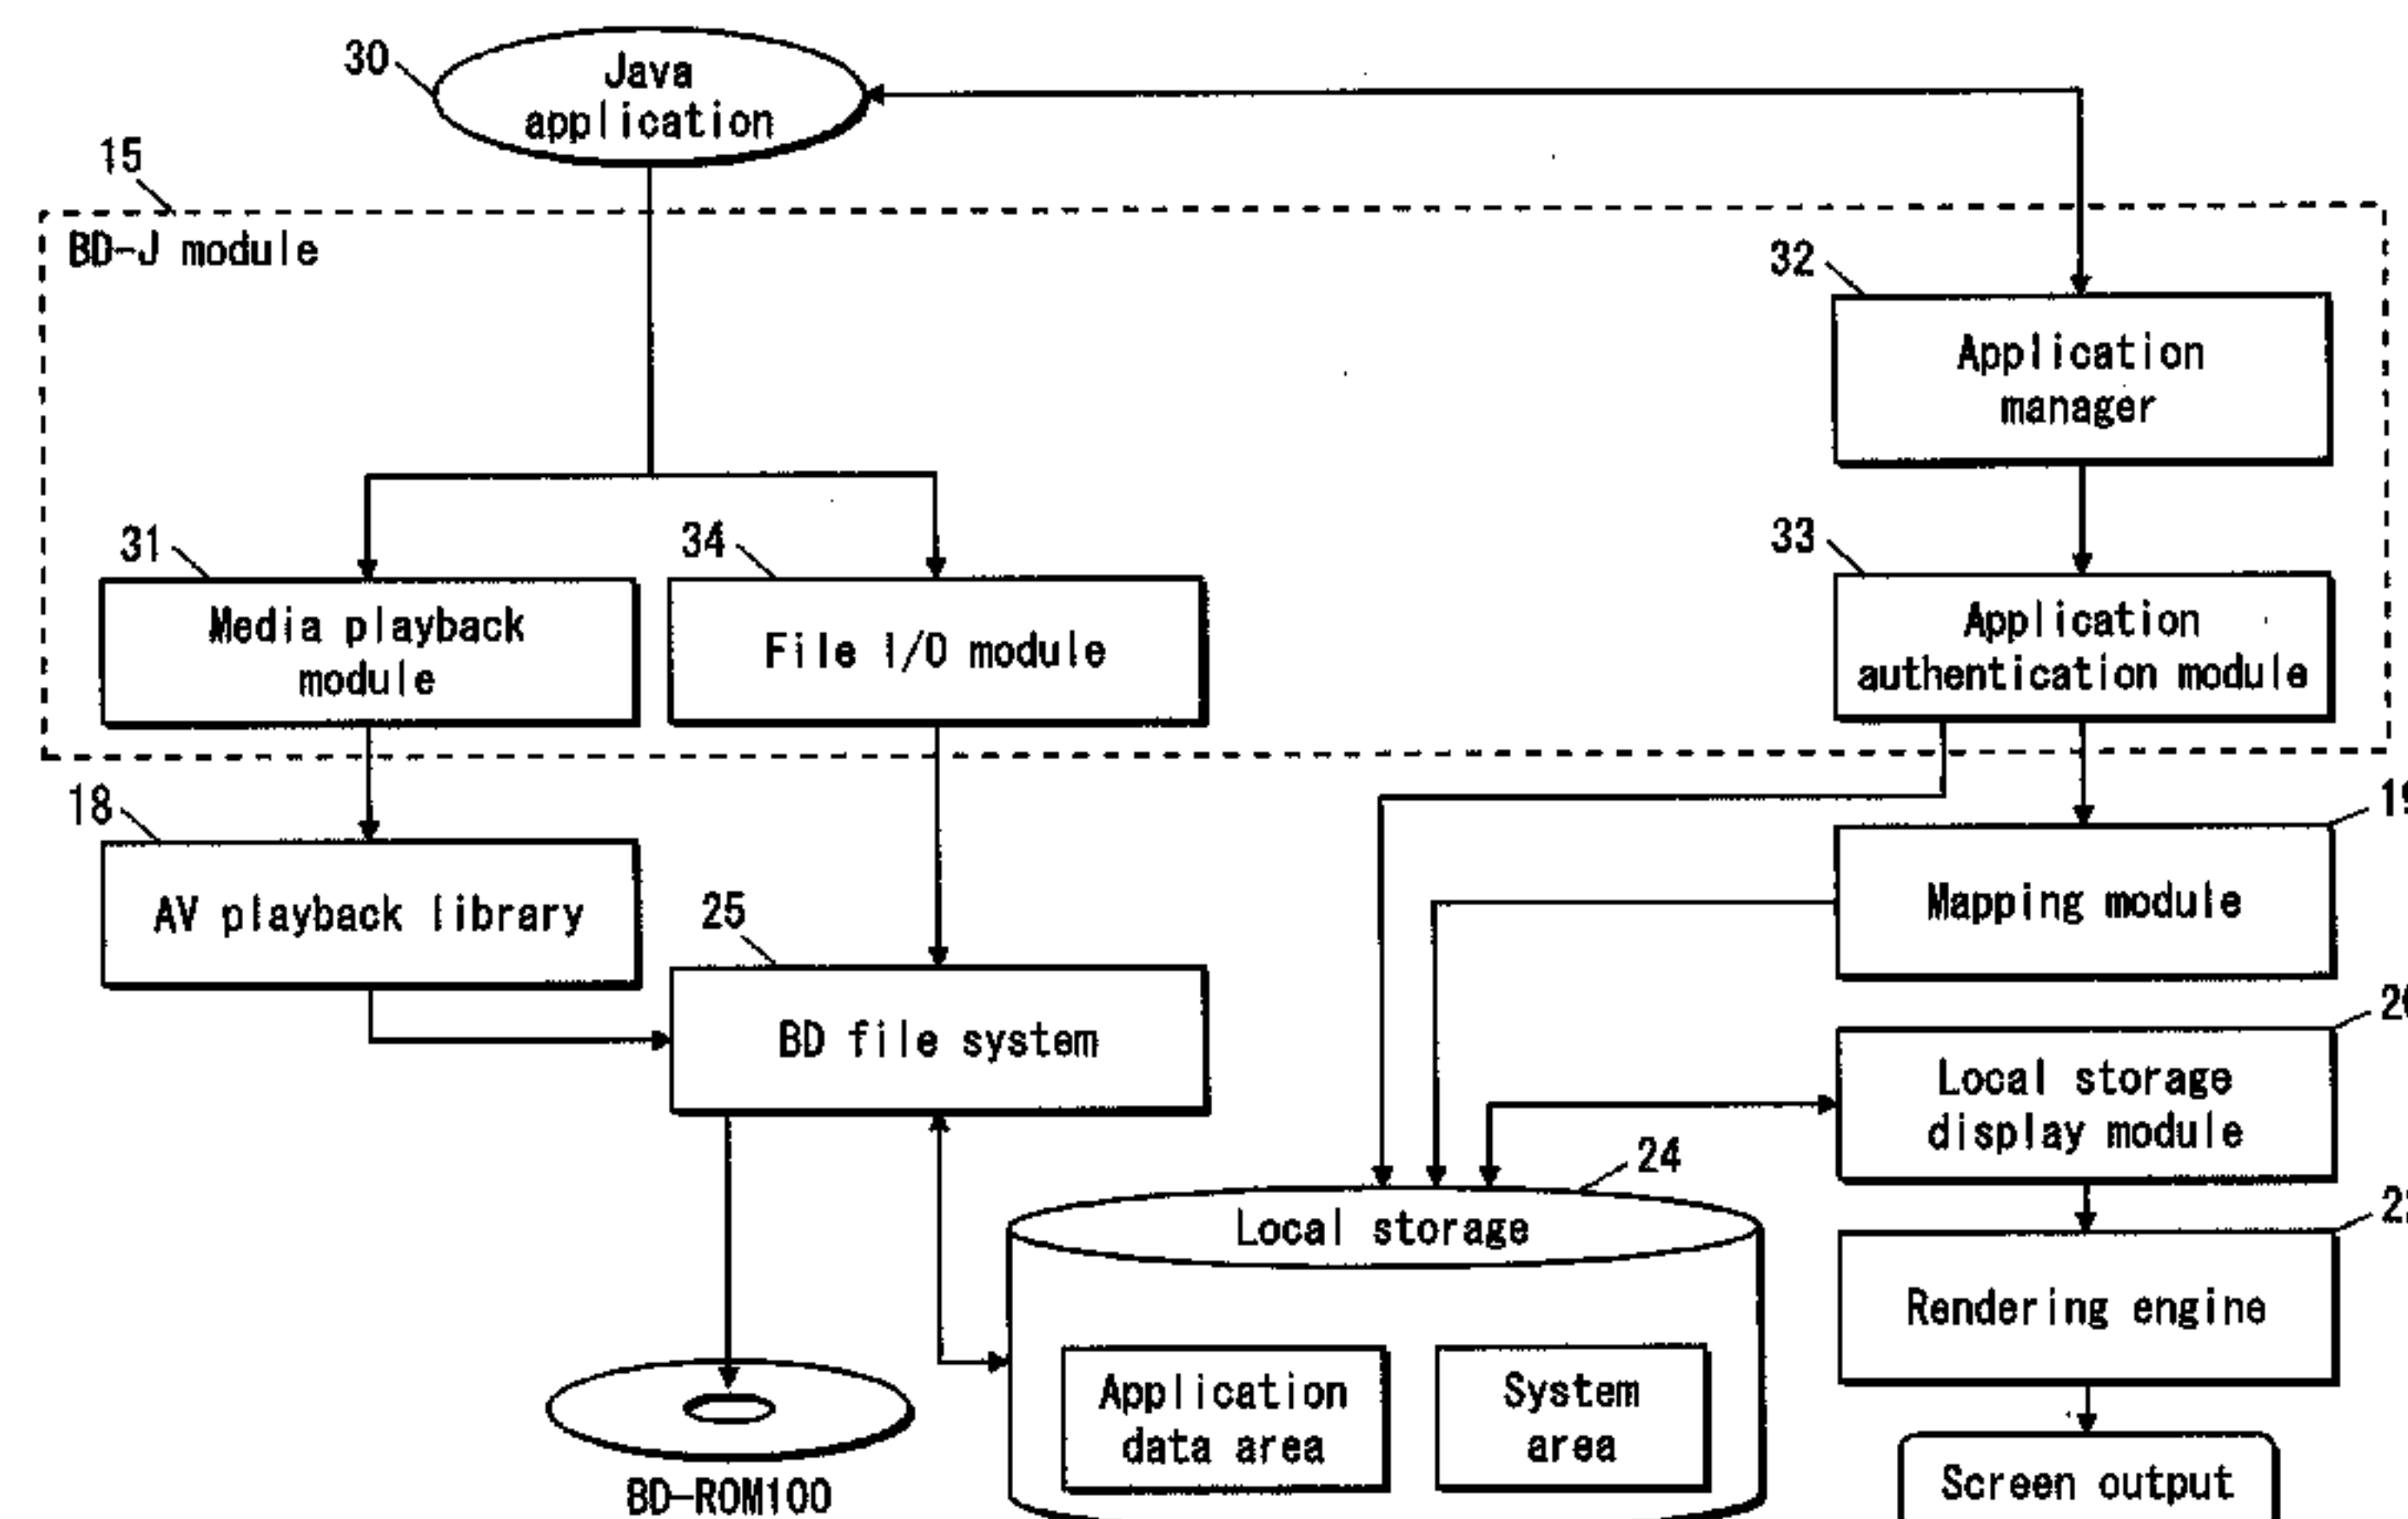 30
Java
application
15
BD-J module
32
Application
manager
31
Media playback
module
34
File I/O module
33
Application
authentication module
18
AV playback library
19
Mapping module
25
BD file system
Local storage
display module
24
Local storage
Rendering engine
Application
data area
System
area
BD-ROM100
Screen output